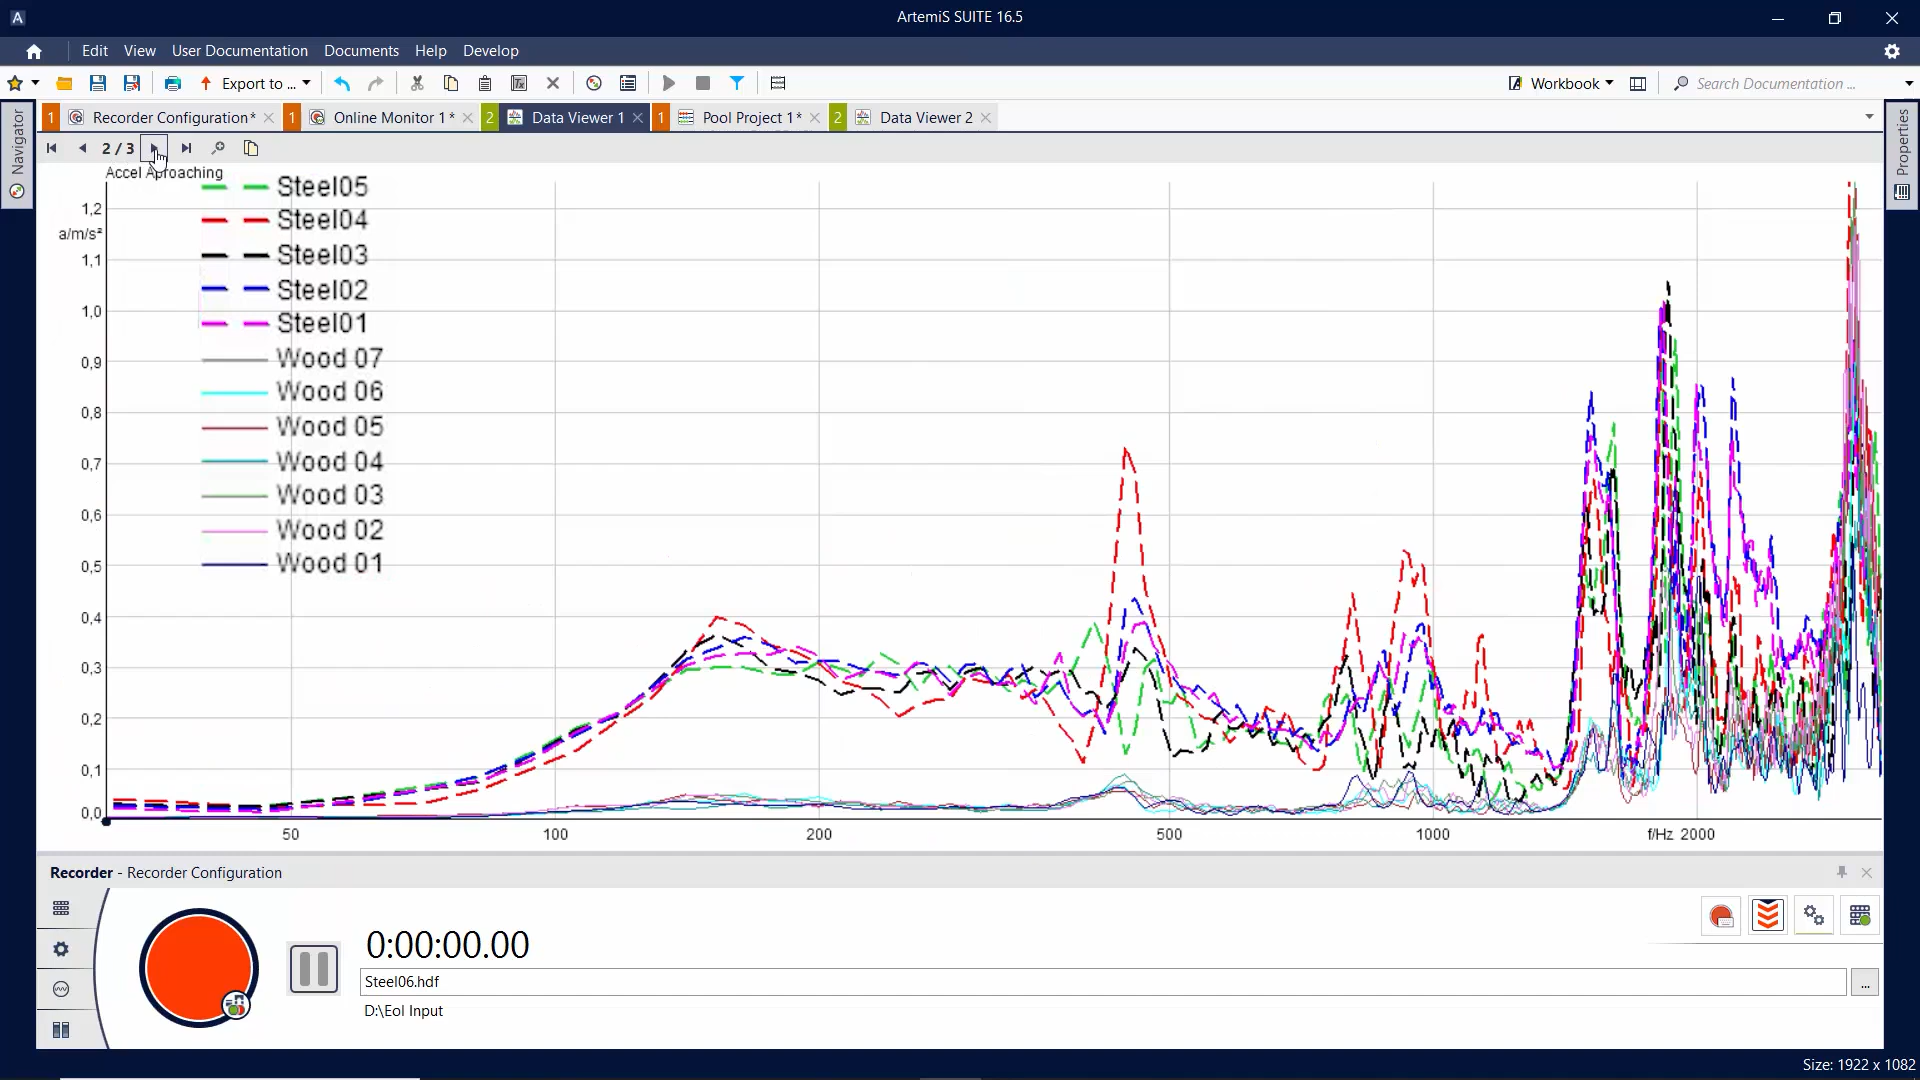 A
ArtemiS SUITE 16.5
Edit View User Documentation Documents Help Develop
Export to ... Workbook Search Documentation ...
1 Recorder Configuration* 1 Online Monitor 1* 2 Data Viewer 1 1 Pool Project 1* 2 Data Viewer 2
Navigator
Properties
2 / 3
Accel Aproaching
Steel05
Steel04
Steel03
Steel02
Steel01
Wood 07
Wood 06
Wood 05
Wood 04
Wood 03
Wood 02
Wood 01
1,2
a/m/s²
1,1
1,0
0,9
0,8
0,7
0,6
0,5
0,4
0,3
0,2
0,1
0,0
50 100 200 500 1000 f/Hz 2000
Recorder - Recorder Configuration
0:00:00.00
Steel06.hdf
...
D:\Eol Input
Size: 1922 x 1082